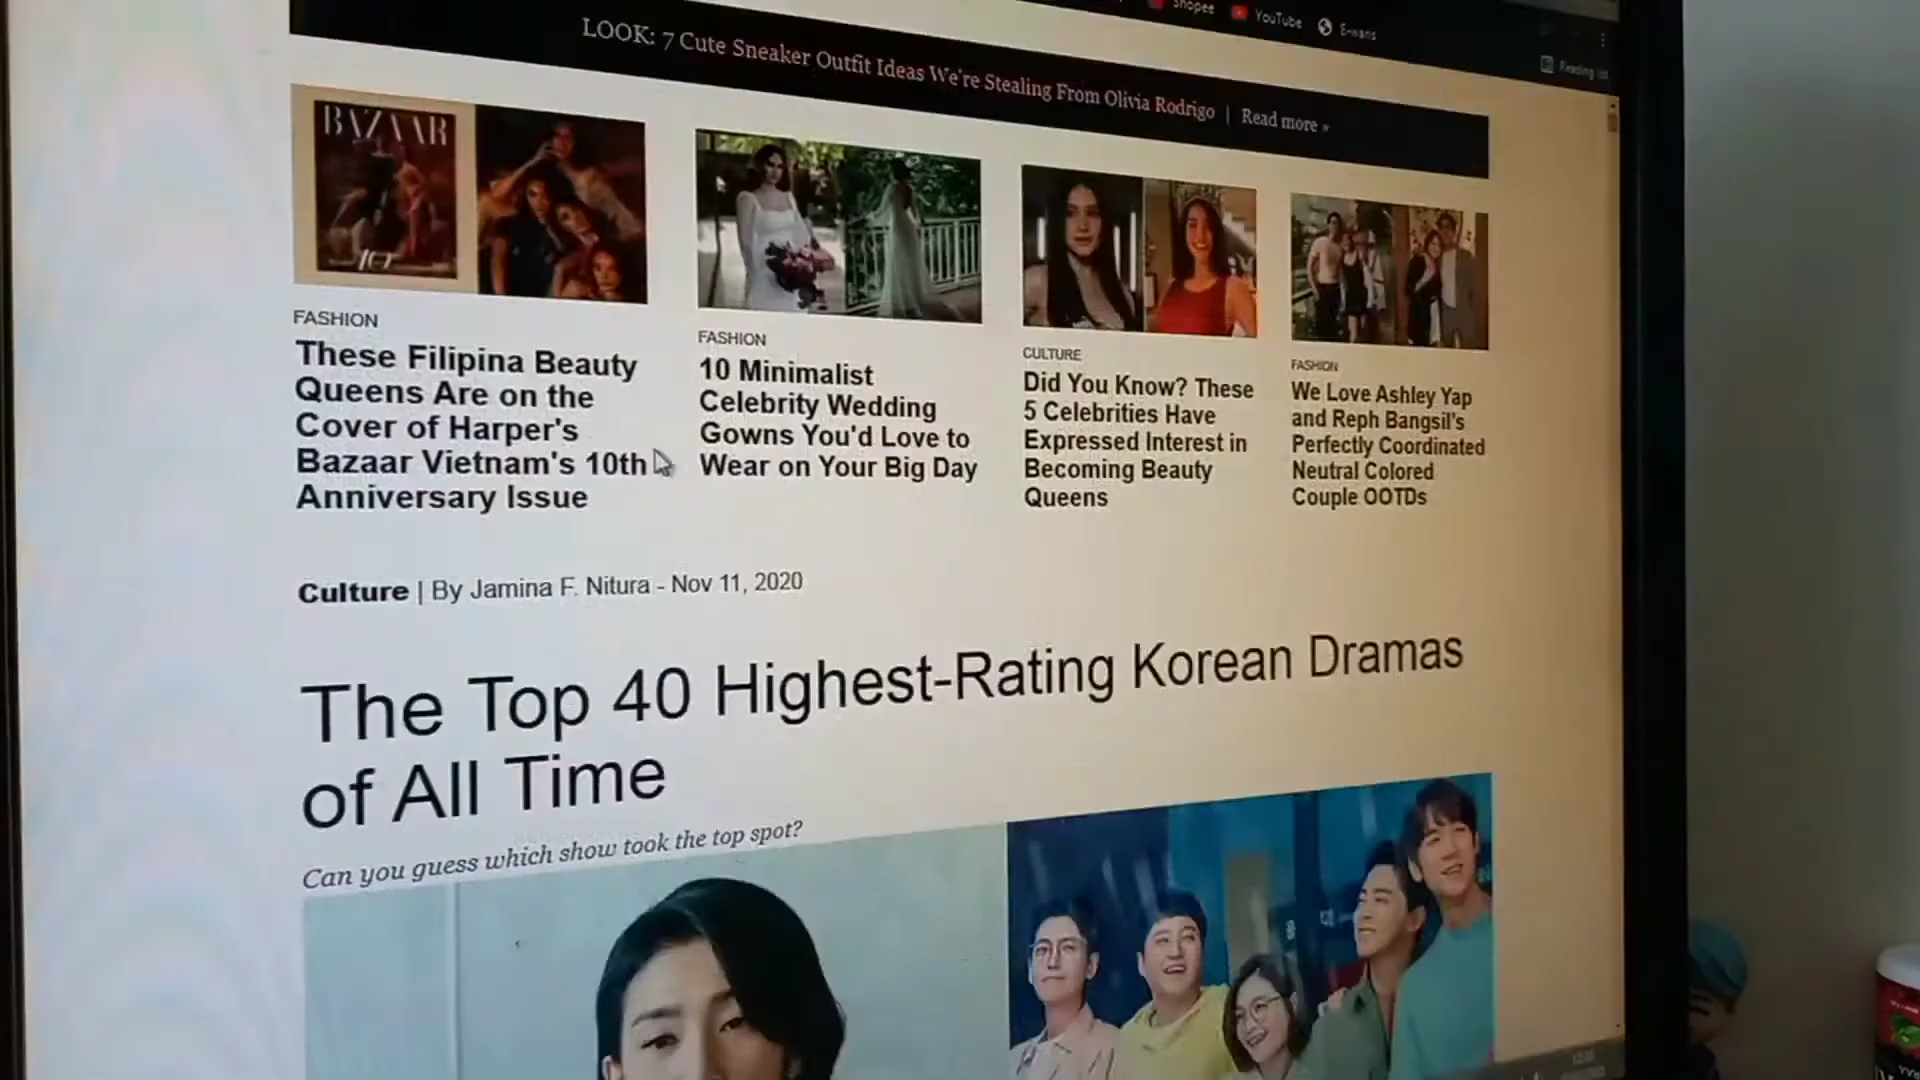 Shopee YouTube E-wans
Reading list
LOOK: 7 Cute Sneaker Outfit Ideas We're Stealing From Olivia Rodrigo | Read more »
BAZAAR
FASHION
These Filipina Beauty
Queens Are on the
Cover of Harper's
Bazaar Vietnam's 10th
Anniversary Issue
FASHION
10 Minimalist
Celebrity Wedding
Gowns You'd Love to
Wear on Your Big Day
CULTURE
Did You Know? These
5 Celebrities Have
Expressed Interest in
Becoming Beauty
Queens
FASHION
We Love Ashley Yap
and Reph Bangsil's
Perfectly Coordinated
Neutral Colored
Couple OOTDs
Culture | By Jamina F. Nitura - Nov 11, 2020
The Top 40 Highest-Rating Korean Dramas
of All Time
Can you guess which show took the top spot?